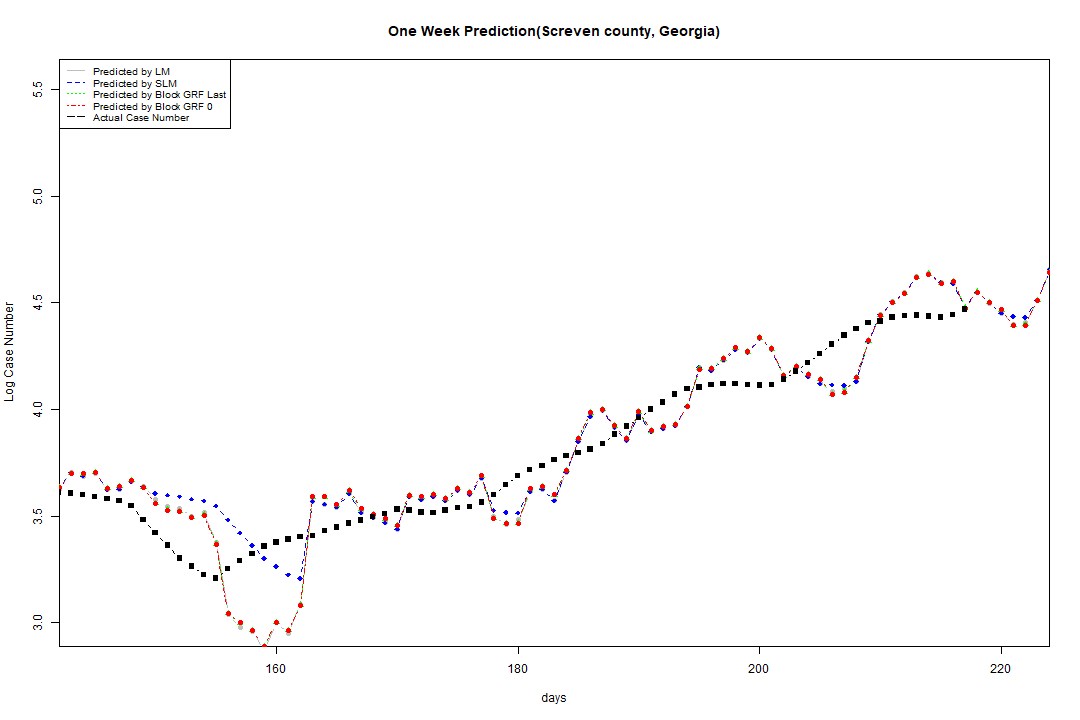 One Week Prediction(Screven county, Georgia)
Predicted by LM
Predicted by SLM
Predicted by Block GRF Last
Predicted by Block GRF 0
Actual Case Number
5.5
5.0
4.5
4.0
3.5
3.0
Log Case Number
160 180 200 220
days